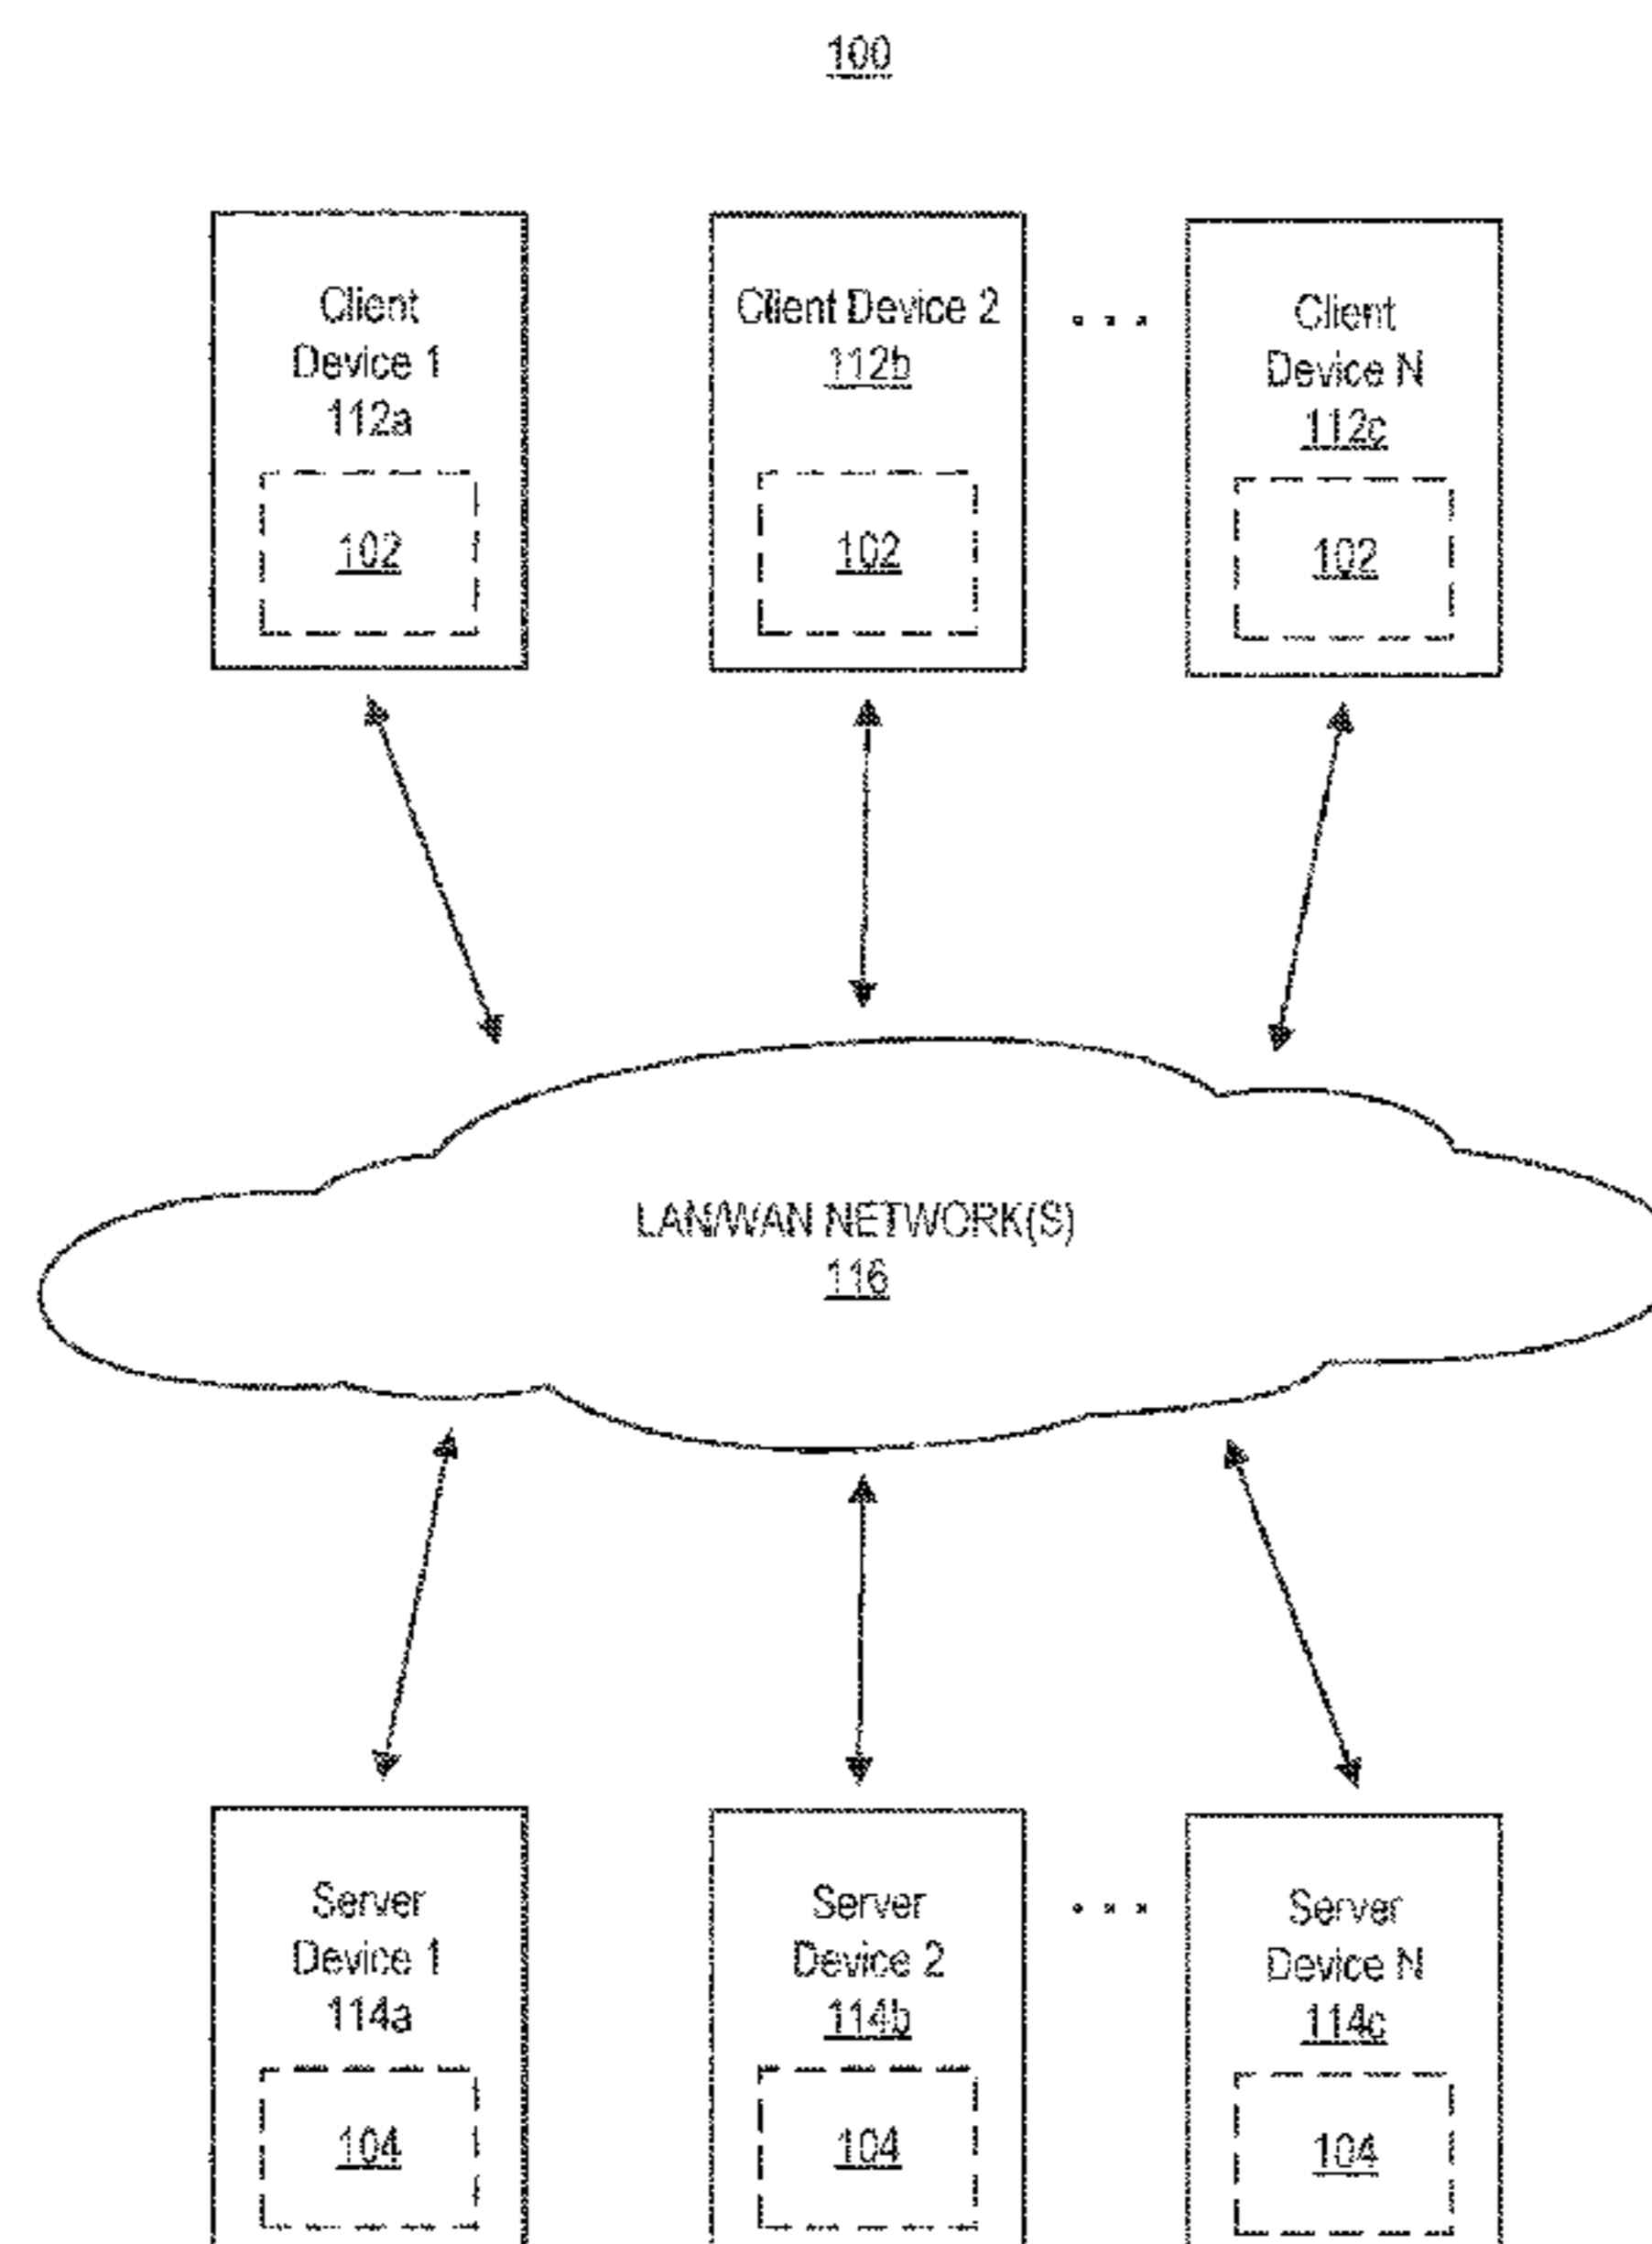 100
Client
Device 1
112a
102
Client Device 2
112b
102
. . .
Client
Device N
112c
102
LAN/WAN NETWORK(S)
116
Server
Device 1
114a
104
Server
Device 2
114b
104
. . .
Server
Device N
114c
104